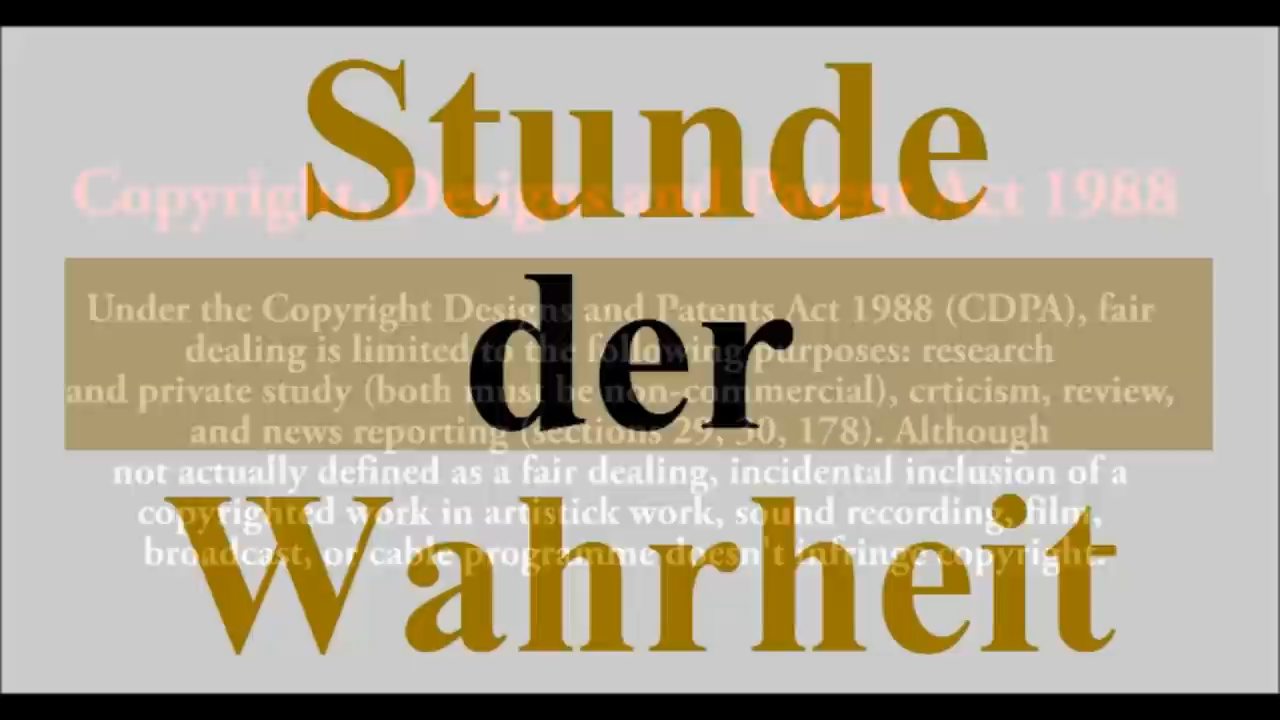 Stunde
Copyright, Designs and Patent Act 1988
der
Under the Copyright Designs and Patents Act 1988 (CDPA), fair
dealing is limited to the following purposes: research
and private study (both must be non-commercial), crticism, review,
and news reporting (sections 29, 30, 178). Although
not actually defined as a fair dealing, incidental inclusion of a
copyrighted work in artistick work, sound recording, film,
broadcast, or cable programme doesn't infringe copyright.
Wahrheit